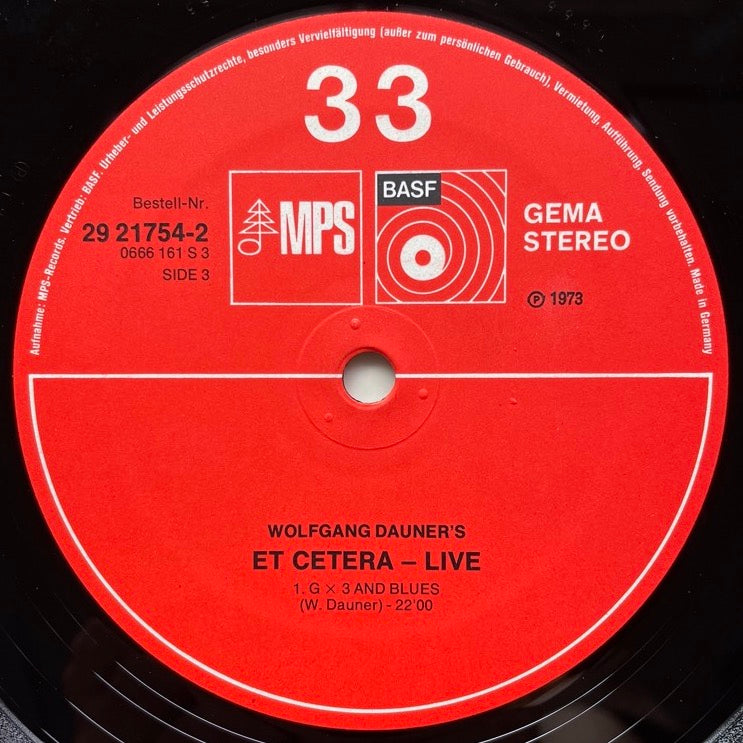 Aufnahme: MPS-Records. Vertrieb: BASF. Urheber- und Leistungsschutzrechte, besonders Vervielfältigung (außer zum persönlichen Gebrauch), Vermietung, Aufführung, Sendung vorbehalten. Made in Germany
33
Bestell-Nr.
29 21754-2
0666 161 S 3
SIDE 3
MPS
BASF
GEMA
STEREO
℗ 1973
WOLFGANG DAUNER'S
ET CETERA – LIVE
1. G × 3 AND BLUES
(W. Dauner) - 22'00